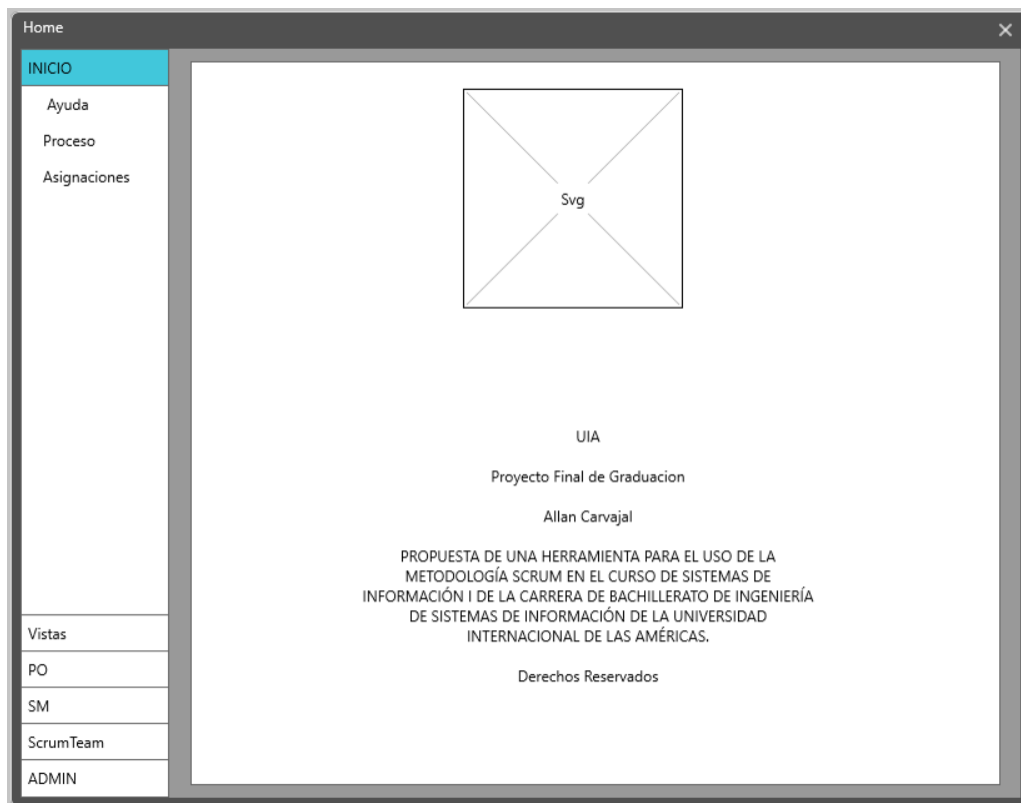 Home
INICIO
Ayuda
Proceso
Asignaciones
Vistas
PO
SM
ScrumTeam
ADMIN
Svg
UIA
Proyecto Final de Graduacion
Allan Carvajal
PROPUESTA DE UNA HERRAMIENTA PARA EL USO DE LA
METODOLOGÍA SCRUM EN EL CURSO DE SISTEMAS DE
INFORMACIÓN I DE LA CARRERA DE BACHILLERATO DE INGENIERÍA
DE SISTEMAS DE INFORMACIÓN DE LA UNIVERSIDAD
INTERNACIONAL DE LAS AMÉRICAS.
Derechos Reservados